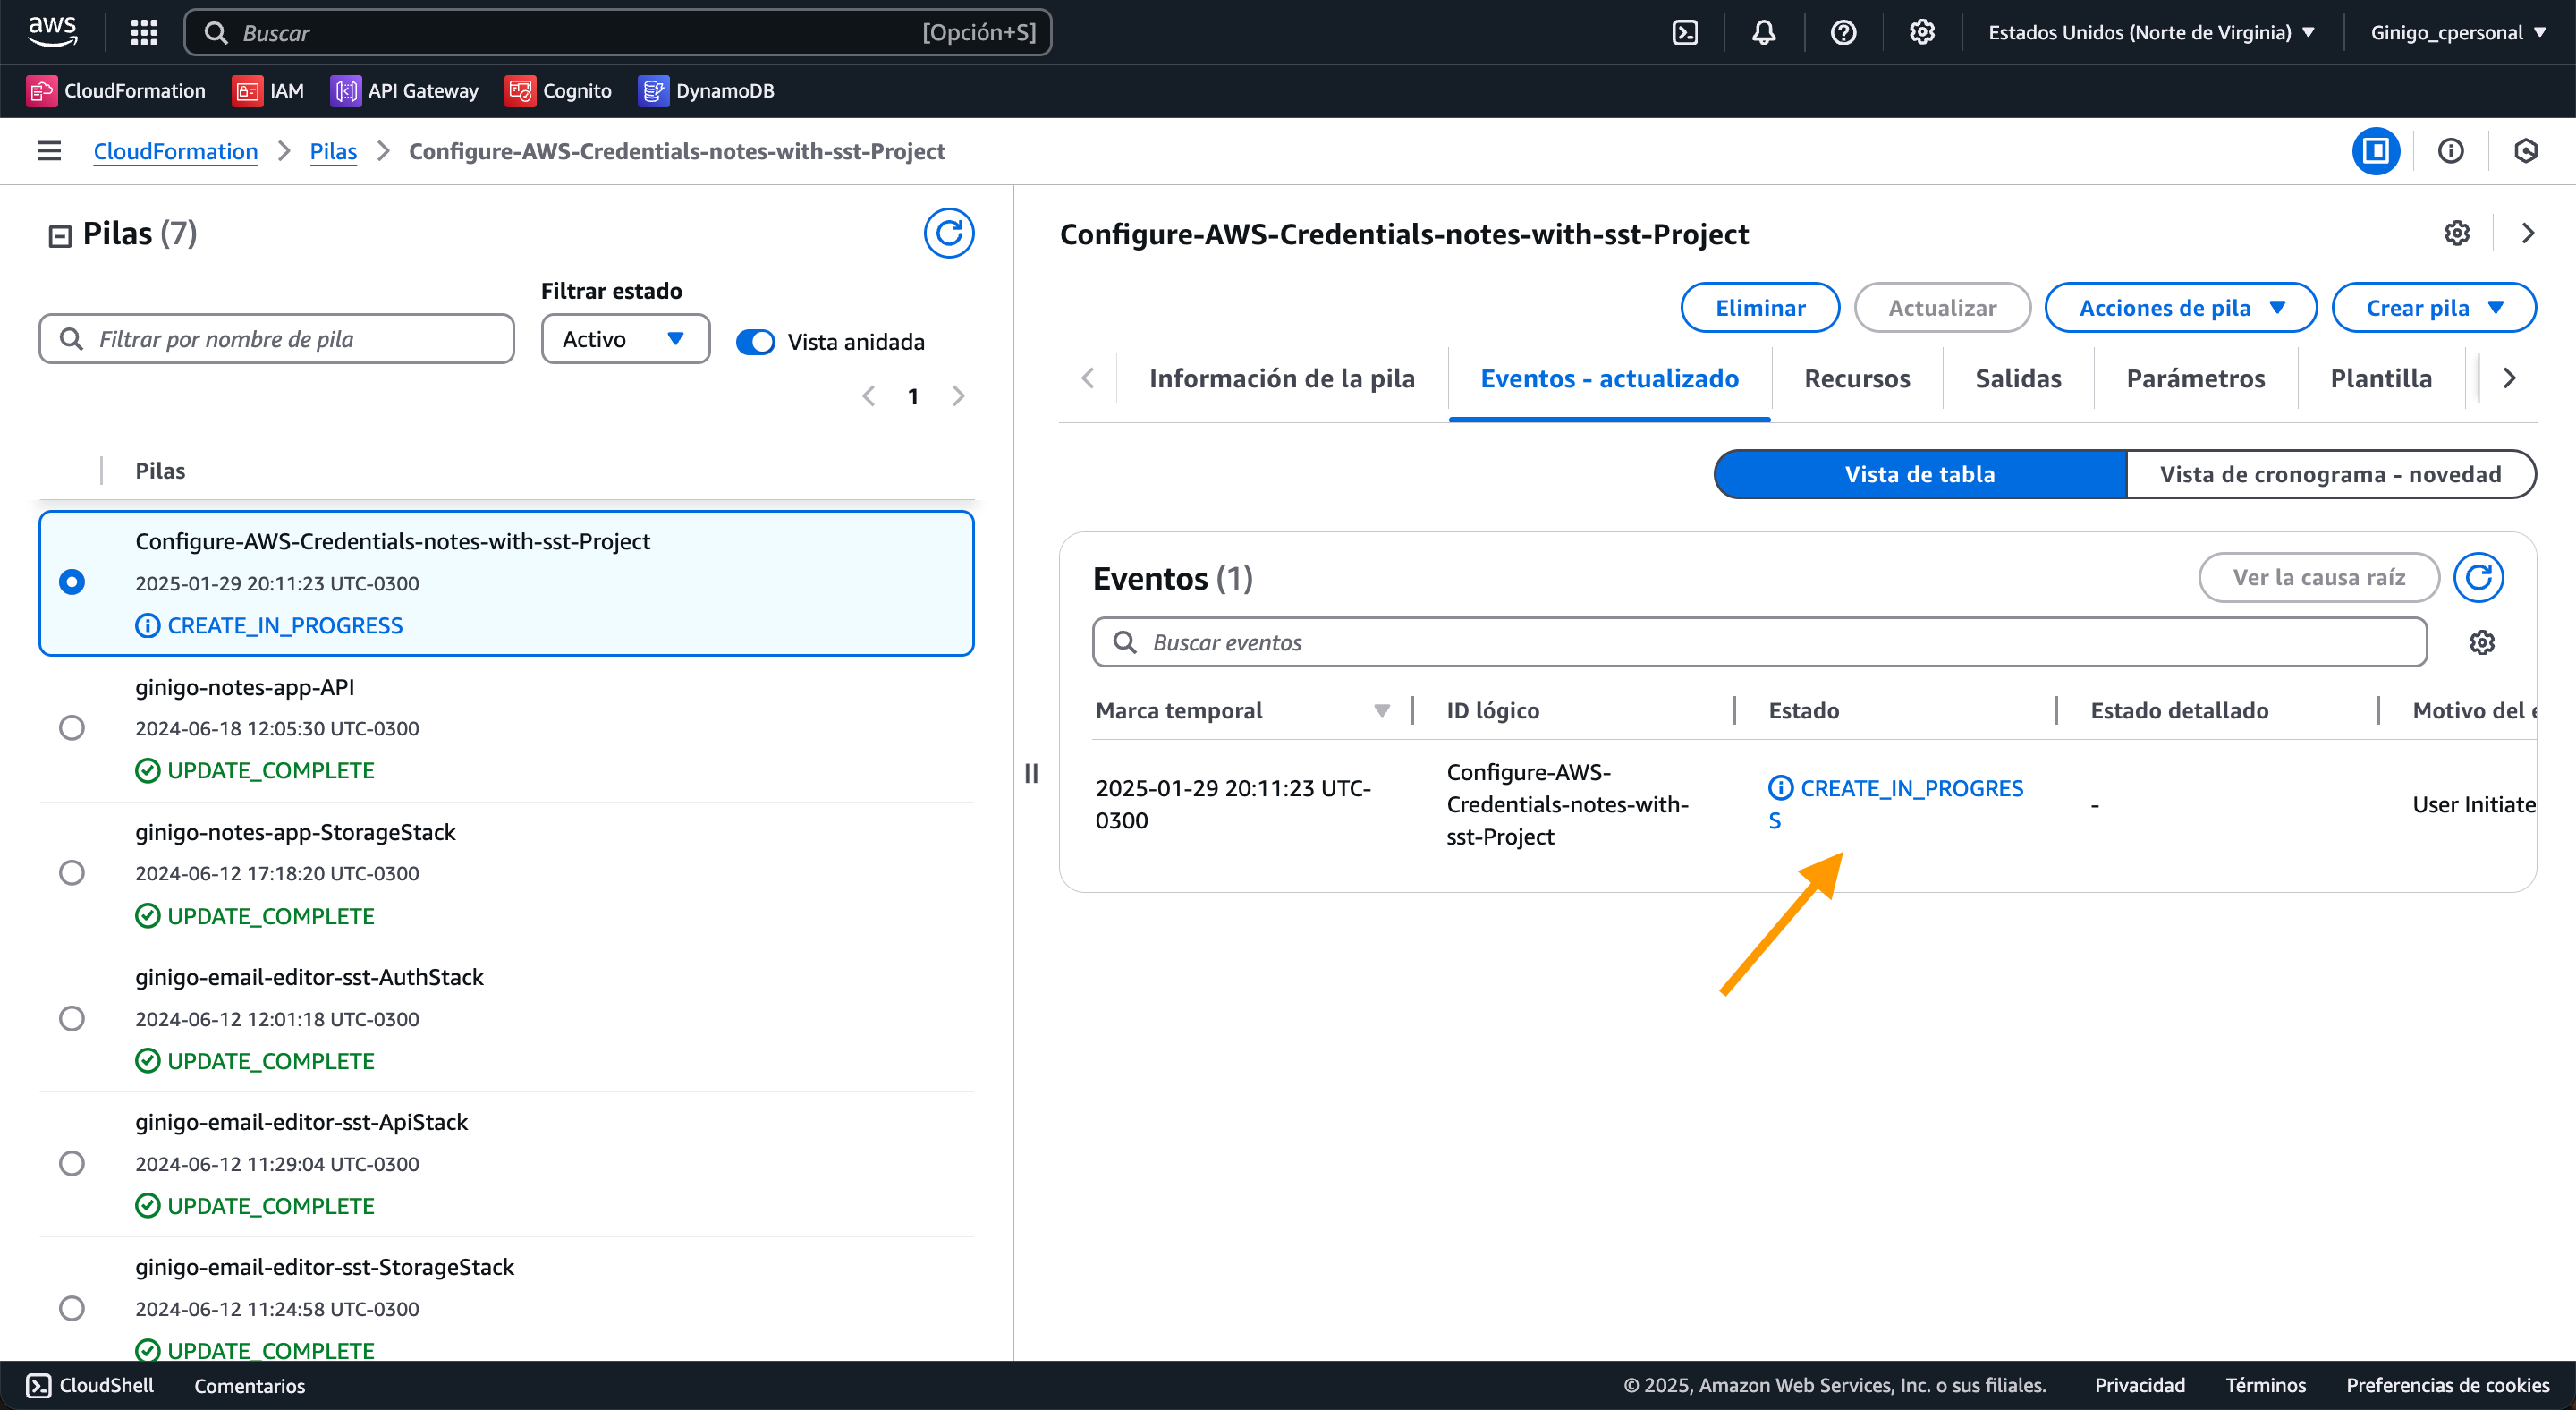 aws
Buscar
[Opción+S]
Estados Unidos (Norte de Virginia)
Ginigo_cpersonal
CloudFormation
IAM
API Gateway
Cognito
DynamoDB
CloudFormation
Pilas
Configure-AWS-Credentials-notes-with-sst-Project
Pilas (7)
Filtrar por nombre de pila
Filtrar estado
Activo
Vista anidada
1
Pilas
Configure-AWS-Credentials-notes-with-sst-Project
2025-01-29 20:11:23 UTC-0300
CREATE_IN_PROGRESS
ginigo-notes-app-API
2024-06-18 12:05:30 UTC-0300
UPDATE_COMPLETE
ginigo-notes-app-StorageStack
2024-06-12 17:18:20 UTC-0300
UPDATE_COMPLETE
ginigo-email-editor-sst-AuthStack
2024-06-12 12:01:18 UTC-0300
UPDATE_COMPLETE
ginigo-email-editor-sst-ApiStack
2024-06-12 11:29:04 UTC-0300
UPDATE_COMPLETE
ginigo-email-editor-sst-StorageStack
2024-06-12 11:24:58 UTC-0300
UPDATE_COMPLETE
Configure-AWS-Credentials-notes-with-sst-Project
Eliminar
Actualizar
Acciones de pila
Crear pila
Información de la pila
Eventos - actualizado
Recursos
Salidas
Parámetros
Plantilla
Vista de tabla
Vista de cronograma - novedad
Eventos (1)
Ver la causa raíz
Buscar eventos
Marca temporal
ID lógico
Estado
Estado detallado
Motivo del e
2025-01-29 20:11:23 UTC-
0300
Configure-AWS-
Credentials-notes-with-
sst-Project
CREATE_IN_PROGRES
S
-
User Initiate
CloudShell
Comentarios
© 2025, Amazon Web Services, Inc. o sus filiales.
Privacidad
Términos
Preferencias de cookies